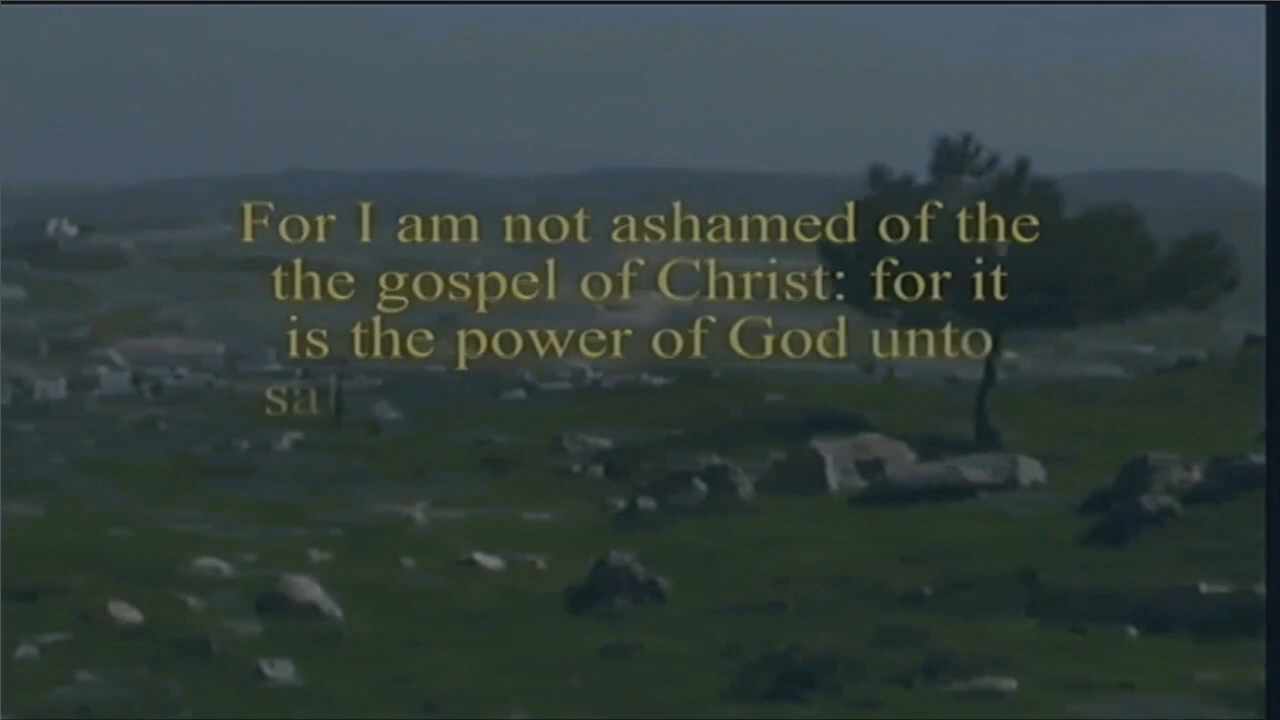 For I am not ashamed of the
the gospel of Christ: for it
is the power of God unto